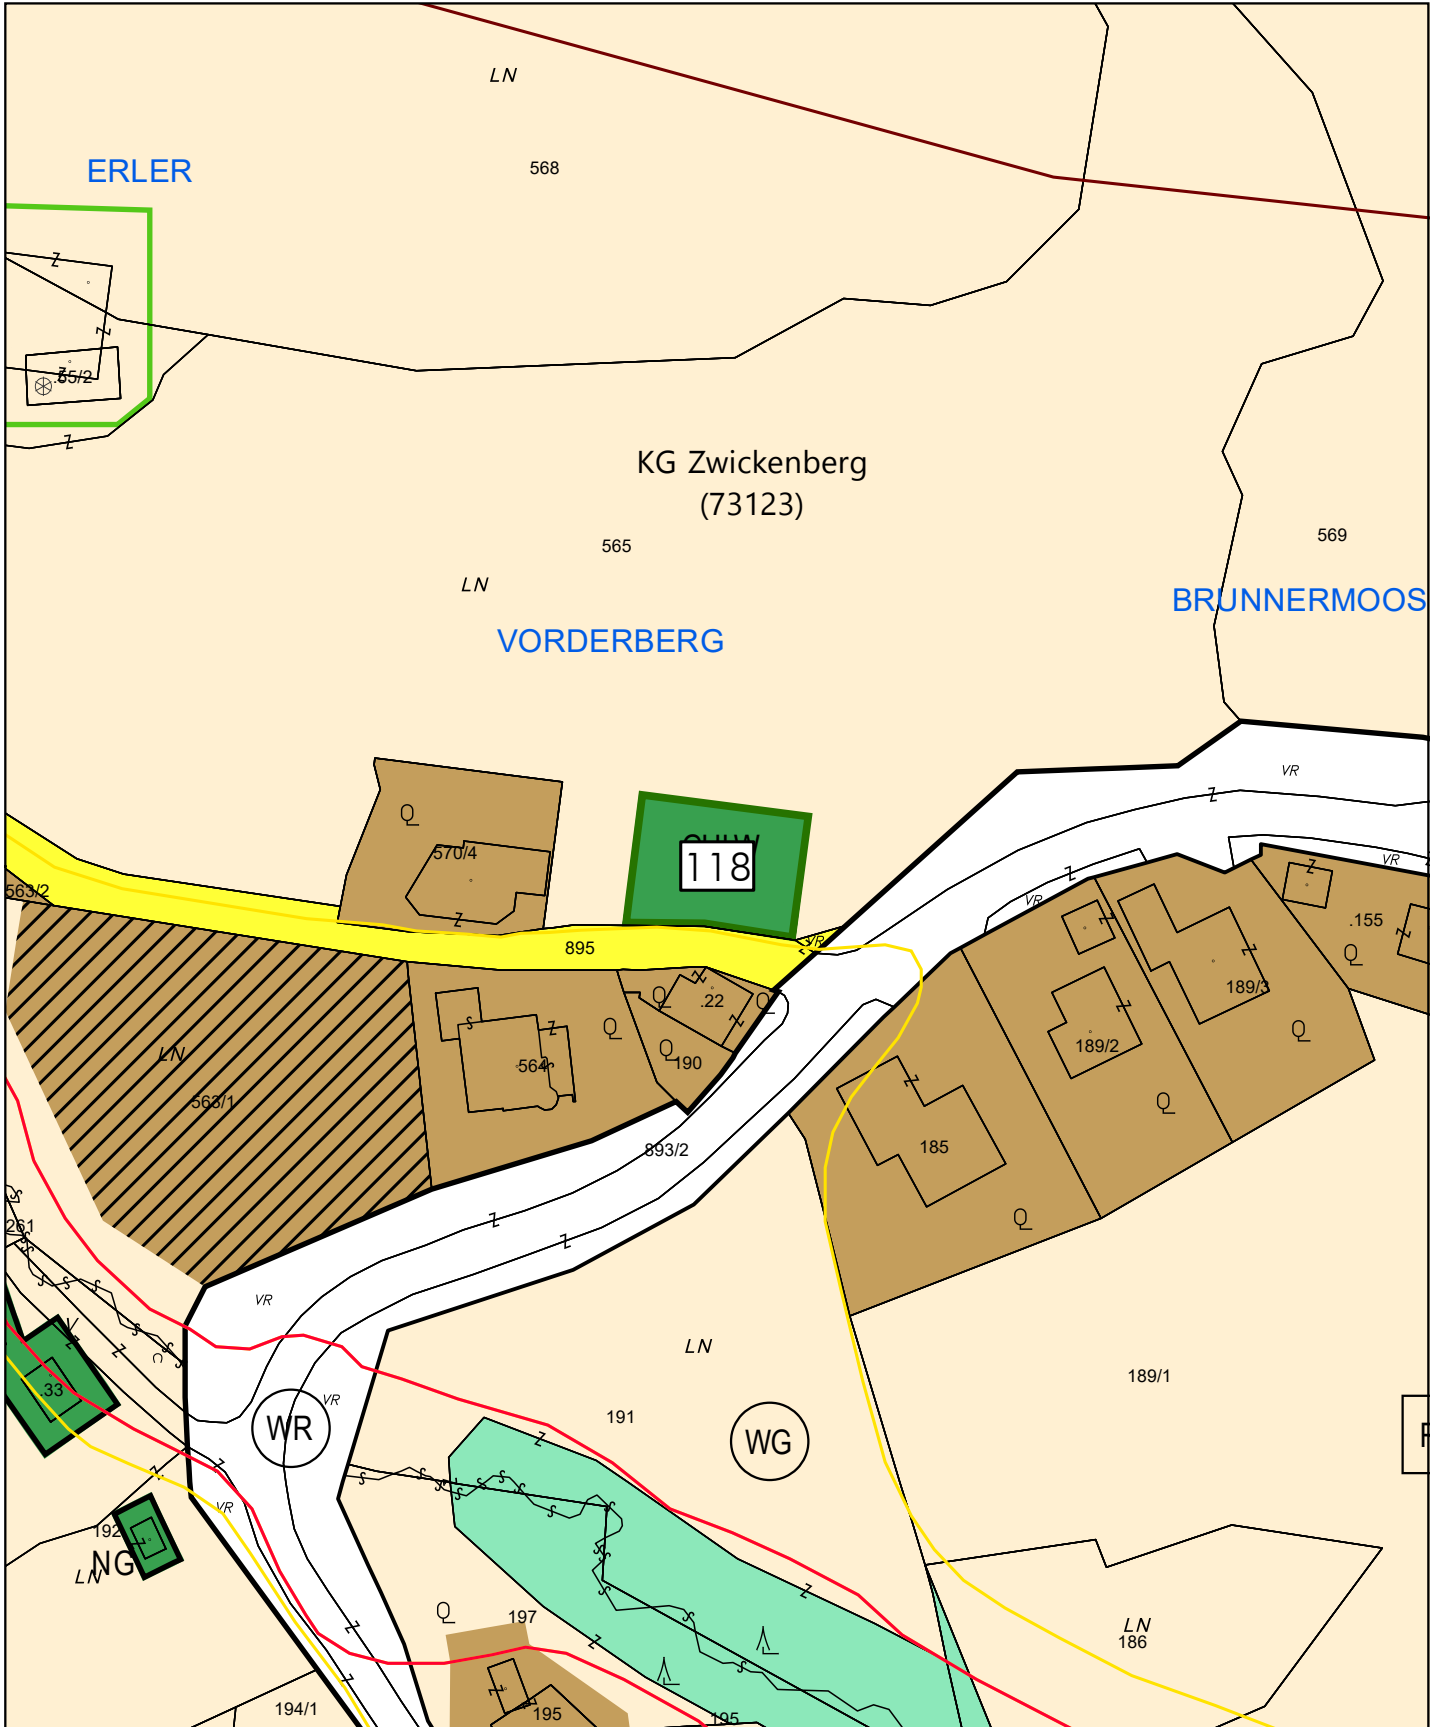 LN
568
ERLER
Z
Z
Z
.65/2
Z
KG Zwickenberg
(73123)
565
569
LN
BRUNNERMOOS
VORDERBERG
VR
Z
Q
570/4
118
Z
VR
Z
VR
Z
563/2
Z
.155
895
VR
Z
Q
Z
Z
Q
.22
Q
Z
Z
189/3
Q
Z
Q
Z
189/2
Q
LN
564
190
Z
563/1
Q
893/2
185
Q
261
Z
Z
VR
LN
Z
Z
.33
189/1
VR
WR
191
WG
Z
Z
Z
VR
192
NG
LN
Z
Z
Q
197
LN
186
Z
Z
Z
Z
194/1
195
195